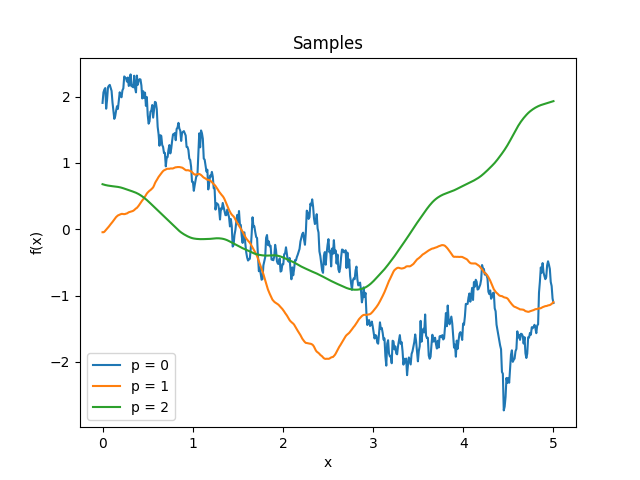 Samples
f(x)
2
1
0
−1
−2
p = 0
p = 1
p = 2
0 1 2 3 4 5
x